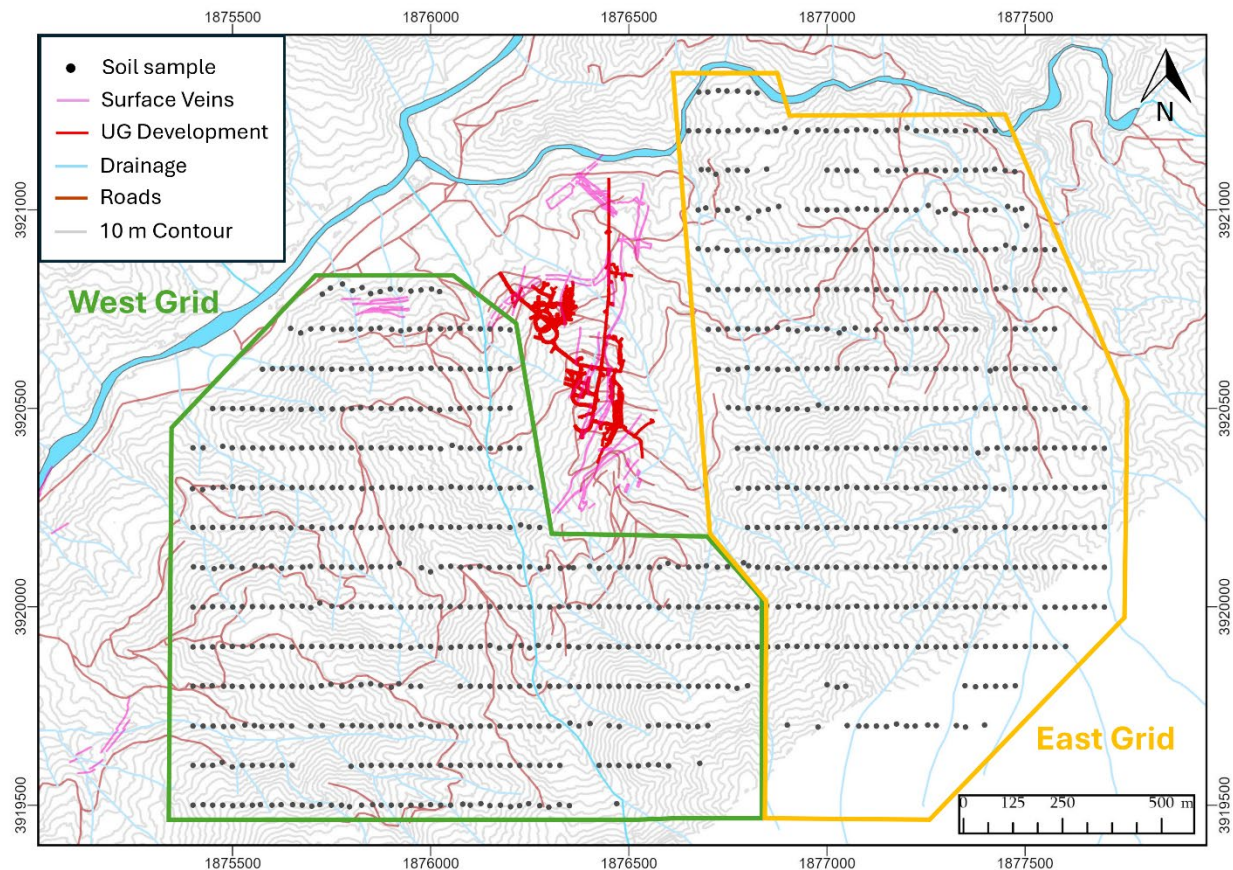 1875500 1876000 1876500 1877000 1877500
Soil sample
Surface Veins
UG Development
Drainage
Roads
10 m Contour
N
3921000 3921000
West Grid
3920500 3920500
3920000 3920000
East Grid
3919500 3919500
0 125 250 500 m
1875500 1876000 1876500 1877000 1877500